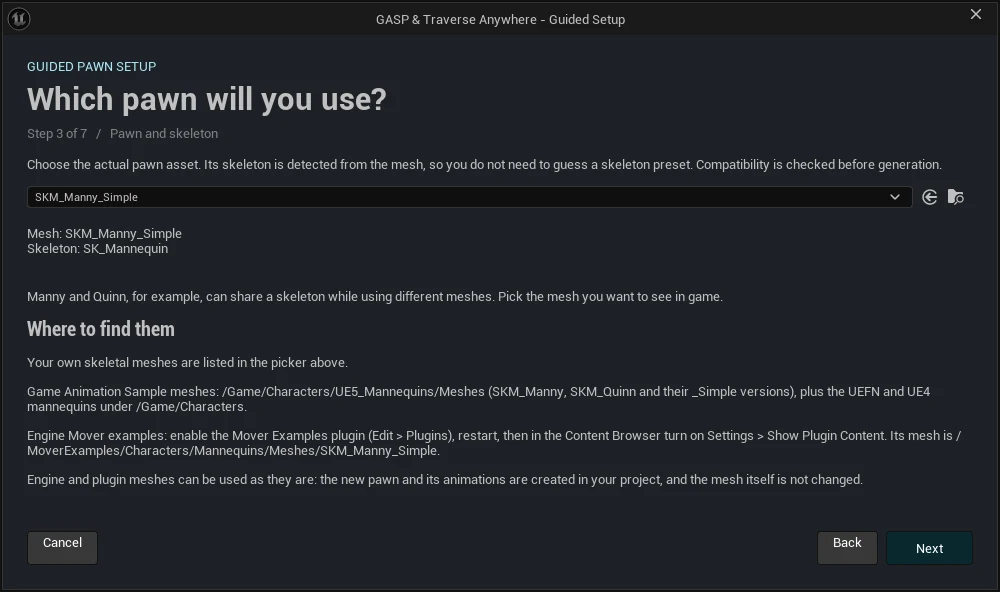 GASP & Traverse Anywhere - Guided Setup
GUIDED PAWN SETUP
Which pawn will you use?
Step 3 of 7 / Pawn and skeleton
Choose the actual pawn asset. Its skeleton is detected from the mesh, so you do not need to guess a skeleton preset. Compatibility is checked before generation.
SKM_Manny_Simple
Mesh: SKM_Manny_Simple
Skeleton: SK_Mannequin
Manny and Quinn, for example, can share a skeleton while using different meshes. Pick the mesh you want to see in game.
Where to find them
Your own skeletal meshes are listed in the picker above.
Game Animation Sample meshes: /Game/Characters/UE5_Mannequins/Meshes (SKM_Manny, SKM_Quinn and their _Simple versions), plus the UEFN and UE4
mannequins under /Game/Characters.
Engine Mover examples: enable the Mover Examples plugin (Edit > Plugins), restart, then in the Content Browser turn on Settings > Show Plugin Content. Its mesh is /
MoverExamples/Characters/Mannequins/Meshes/SKM_Manny_Simple.
Engine and plugin meshes can be used as they are: the new pawn and its animations are created in your project, and the mesh itself is not changed.
Cancel
Back
Next